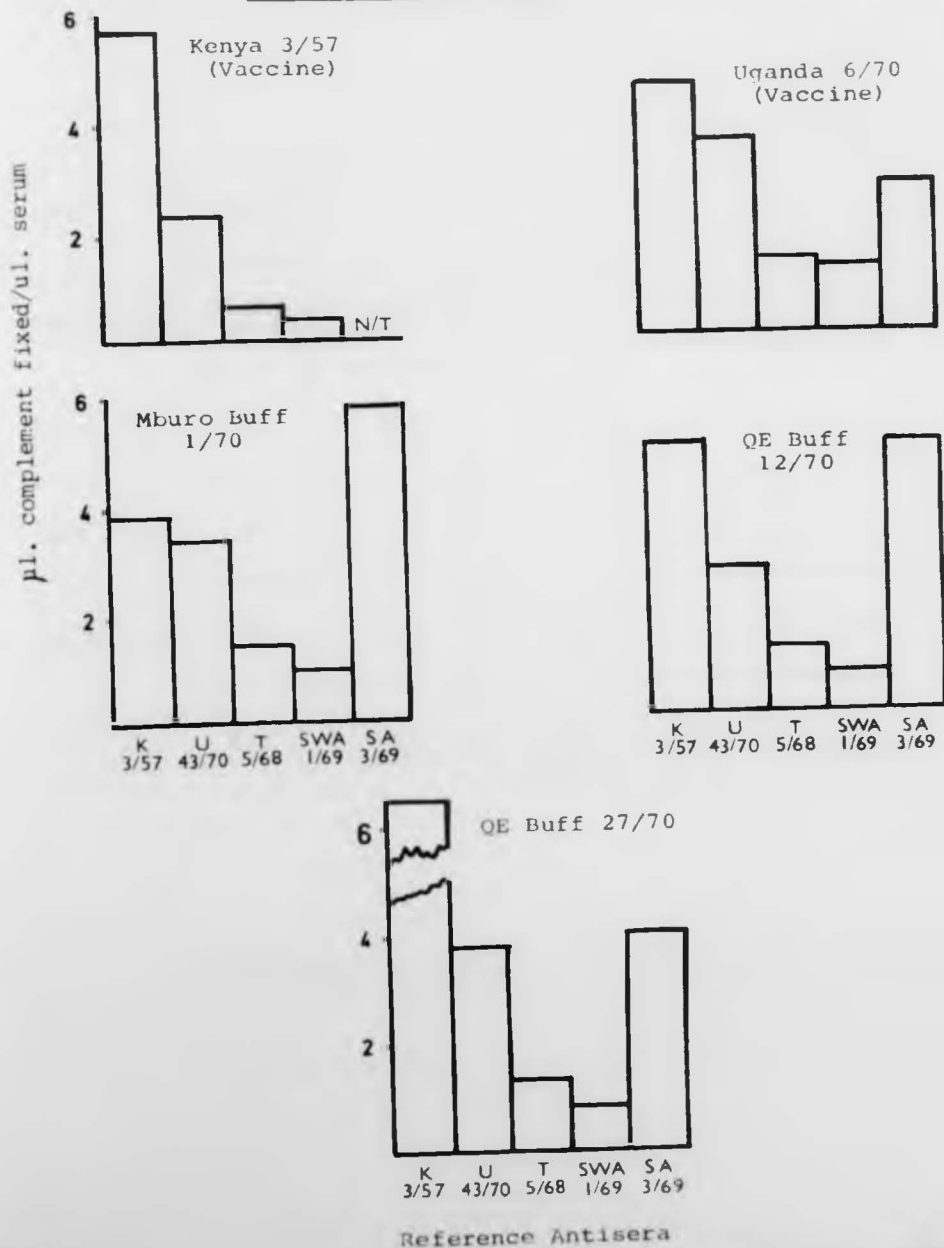 6
4
2
Kenya 3/57
(Vaccine)
N/T
Uganda 6/70
(Vaccine)
µl. complement fixed/ul. serum
6
4
2
Mburo Buff
1/70
K U T SWA SA
3/57 43/70 5/68 1/69 3/69
QE Buff
12/70
K U T SWA SA
3/57 43/70 5/68 1/69 3/69
6
4
2
QE Buff 27/70
K U T SWA SA
3/57 43/70 5/68 1/69 3/69
Reference Antisera